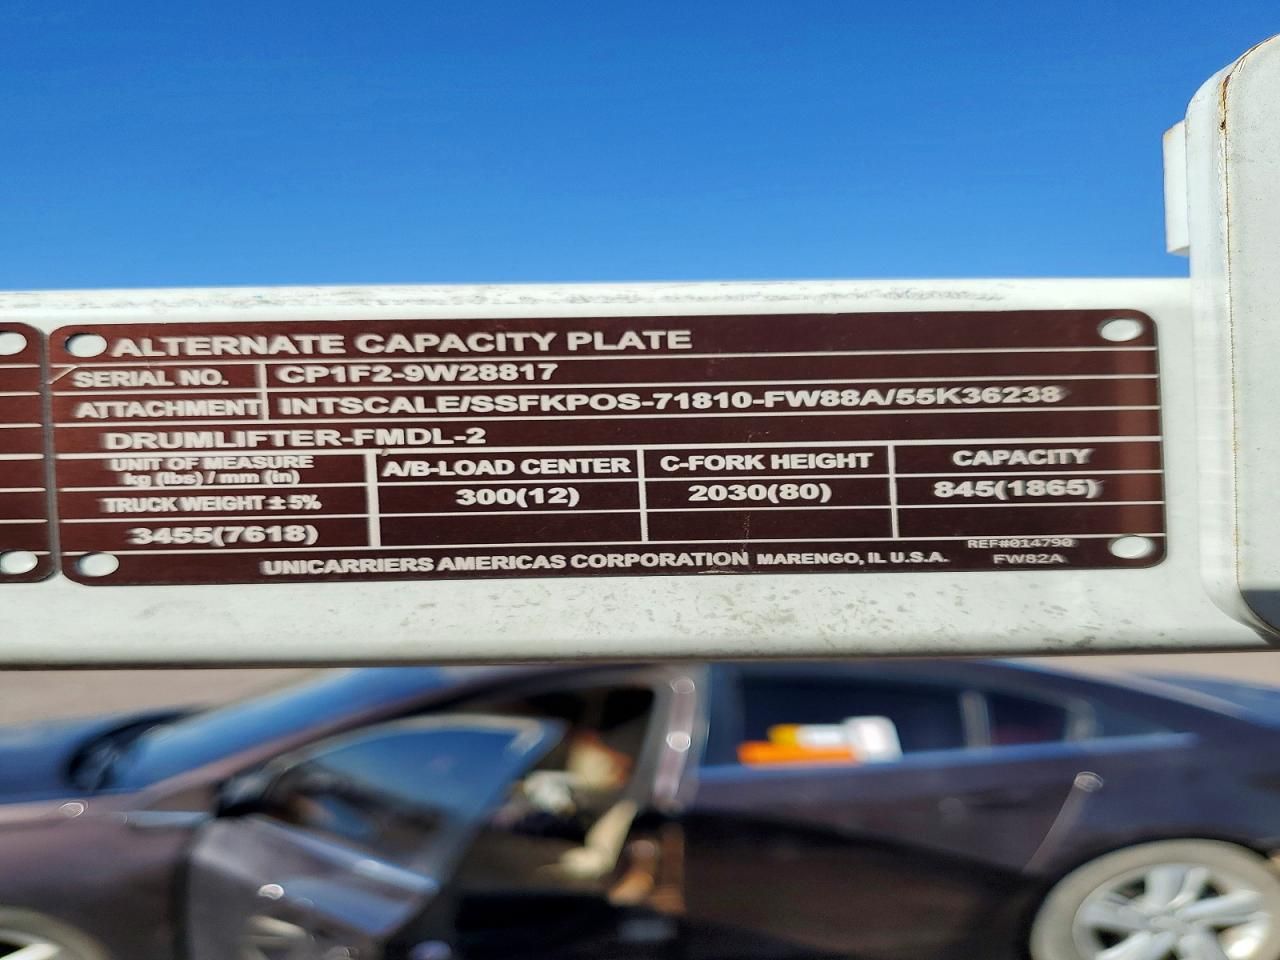 ALTERNATE CAPACITY PLATE
SERIAL NO. CP1F2-9W28817
ATTACHMENT INTSCALE/SSFKPOS-71810-FW88A/55K36238
DRUMLIFTER-FMDL-2
UNIT OF MEASURE
kg (lbs) / mm (in)
A/B-LOAD CENTER C-FORK HEIGHT CAPACITY
TRUCK WEIGHT ± 5% 300(12) 2030(80) 845(1865)
3455(7618)
UNICARRIERS AMERICAS CORPORATION MARENGO, IL U.S.A.
REF#014790
FW82A